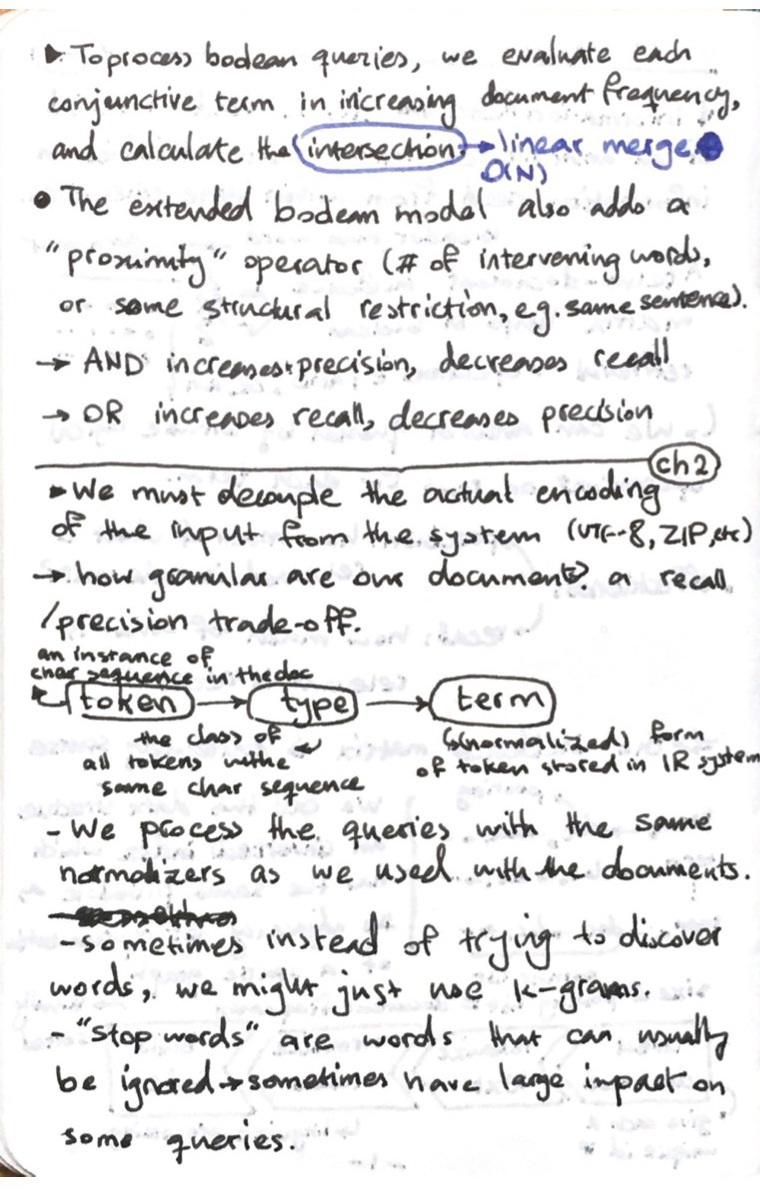 ▶ To process boolean queries, we evaluate each
conjunctive term in increasing "document frequency",
and calculate the intersection → linear merge
O(N)
• The extended boolean model also adds a
"proximity" operator (# of intervening words,
or some structural restriction, e.g. same sentence).
→ AND increases precision, decreases recall
→ OR increases recall, decreases precision
ch2
▶ We must decouple the actual encoding
of the input from the system (UTF-8, ZIP, etc)
→ how granular are our documents? a recall
/precision trade-off.
an instance of
char sequence in the doc
token → type → term
the class of
all tokens w the
same char sequence
(normalized) form
of token stored in IR system
- We process the queries with the same
normalizers as we used with the documents.
- sometimes instead of trying to discover
words, we might just use k-grams.
- "stop words" are words that can usually
be ignored → sometimes have large impact on
some queries.